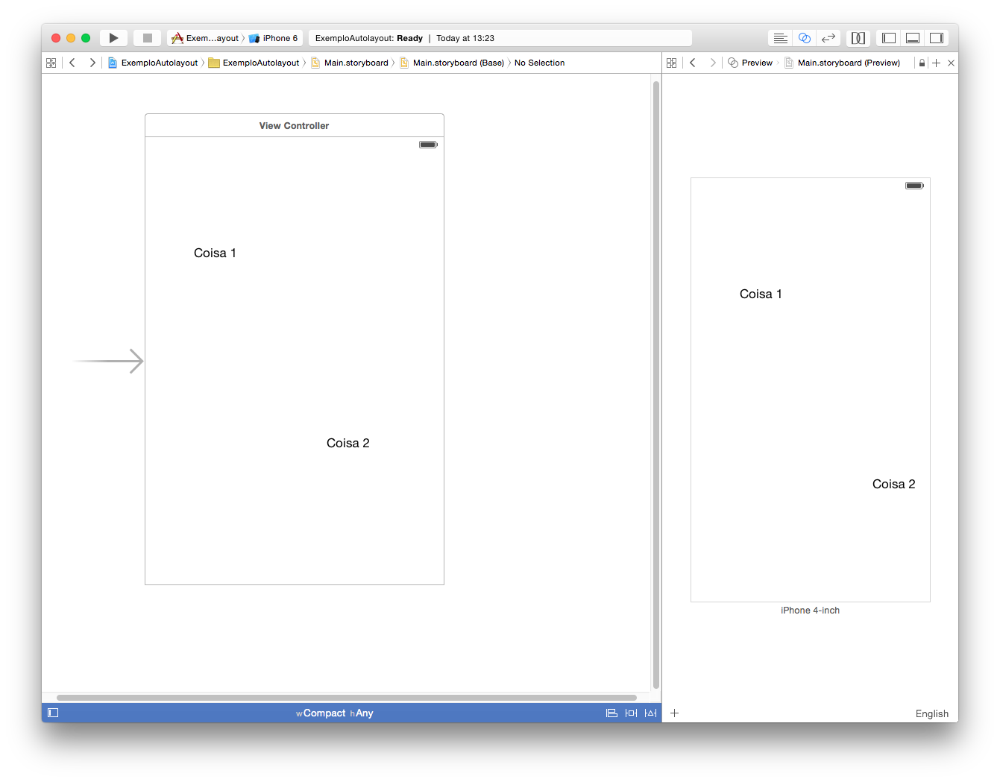 Exem...ayout 〉 iPhone 6
ExemploAutolayout: Ready | Today at 13:23
ExemploAutolayout 〉 ExemploAutolayout 〉 Main.storyboard 〉 Main.storyboard (Base) 〉 No Selection
Preview 〉 Main.storyboard (Preview)
View Controller
Coisa 1
Coisa 2
wCompact hAny
Coisa 1
Coisa 2
iPhone 4-inch
English